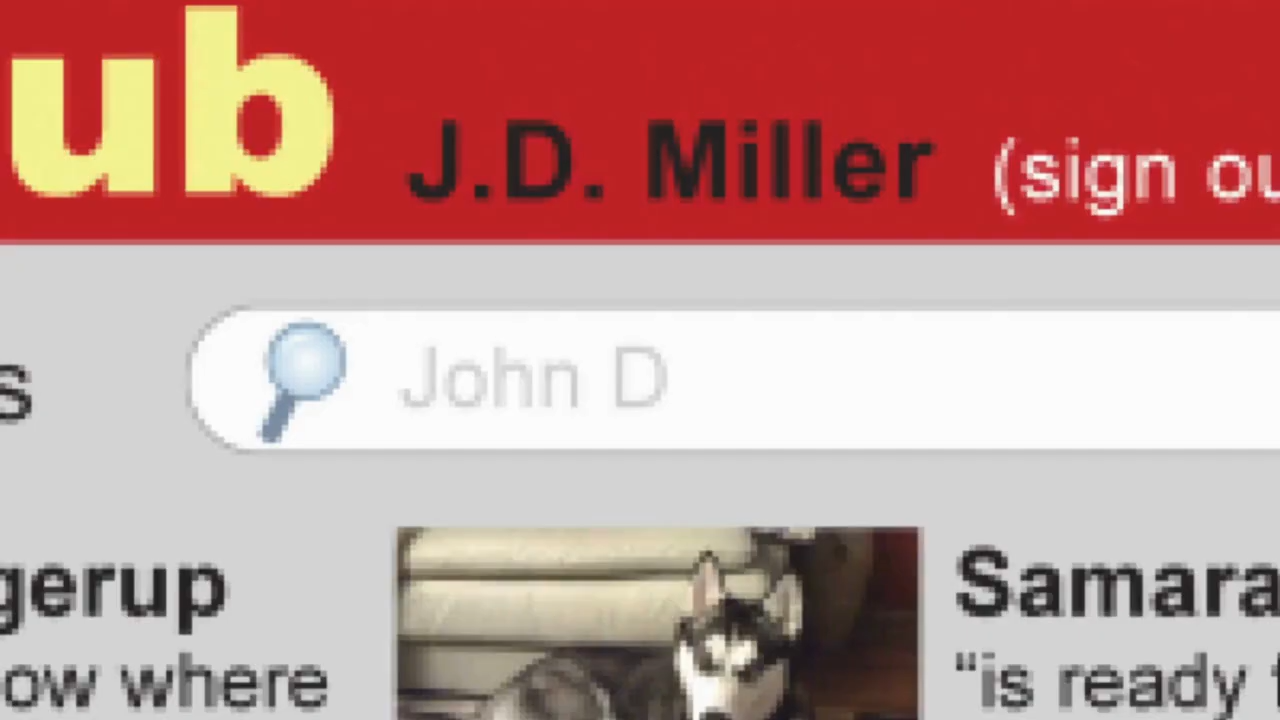 ub J.D. Miller (sign ou
s John D
gerup Samara
ow where "is ready